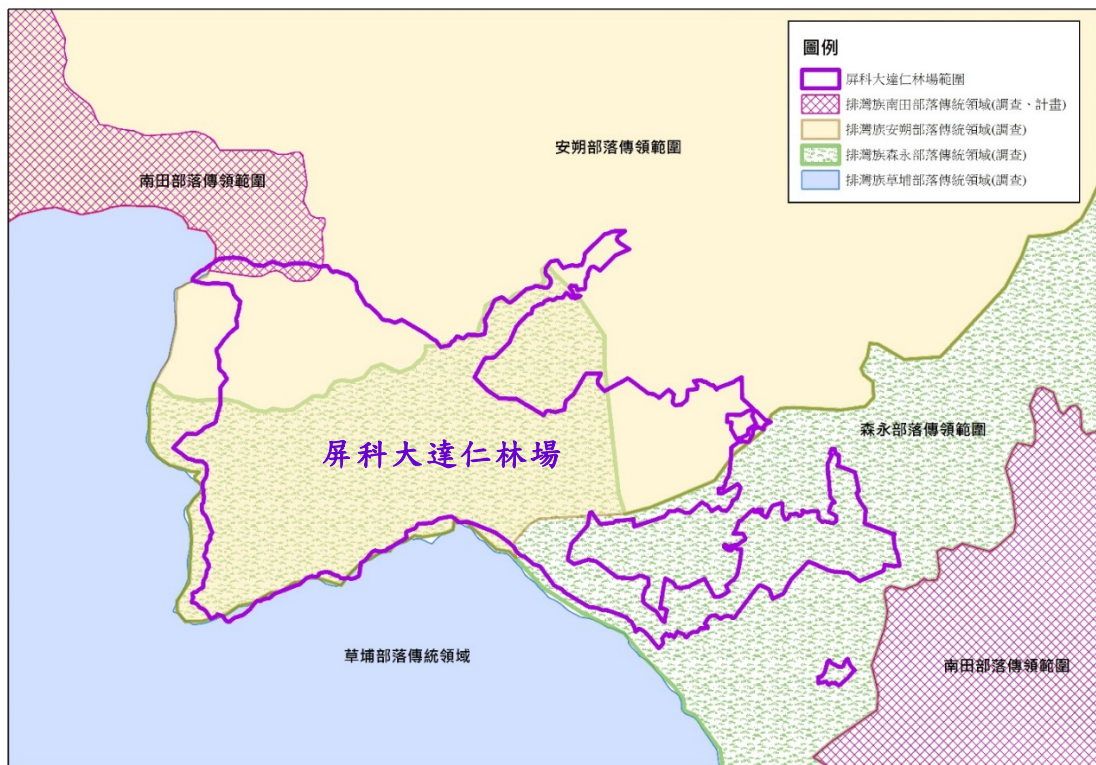 圖例
屏科大達仁林場範圍
排灣族南田部落傳統領域(調查、計畫)
排灣族安朔部落傳統領域(調查)
排灣族森永部落傳統領域(調查)
排灣族草埔部落傳統領域(調查)
安朔部落傳領範圍
南田部落傳領範圍
森永部落傳領範圍
屏科大達仁林場
草埔部落傳統領域
南田部落傳領範圍